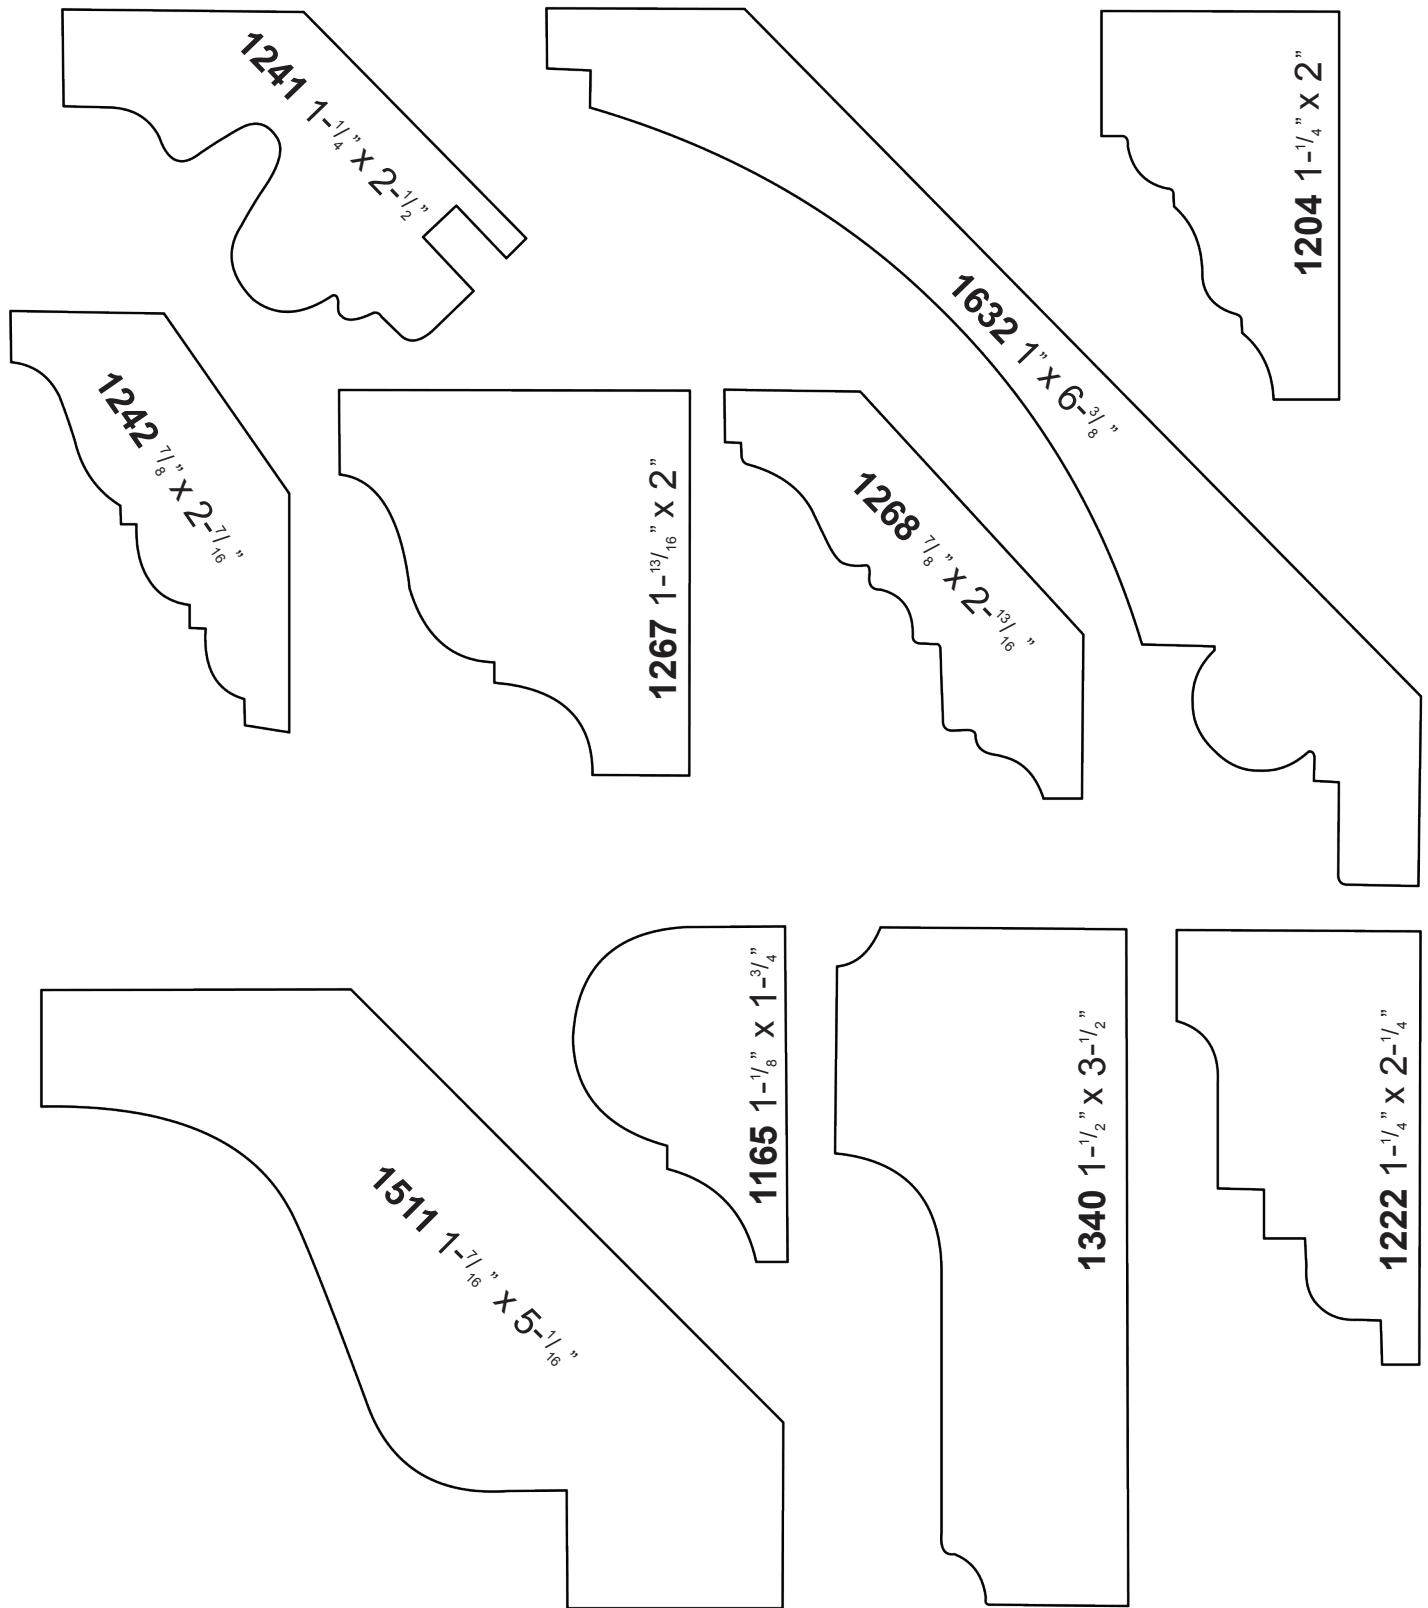 1241 1-1/4" x 2-1/2"
1632 1" x 6-3/8"
1204 1-1/4" x 2"
1242 7/8" x 2-7/16"
1267 1-13/16" x 2"
1268 7/8" x 2-13/16"
1511 1-7/16" x 5-1/16"
1165 1-1/8" x 1-3/4"
1340 1-1/2" x 3-1/2"
1222 1-1/4" x 2-1/4"